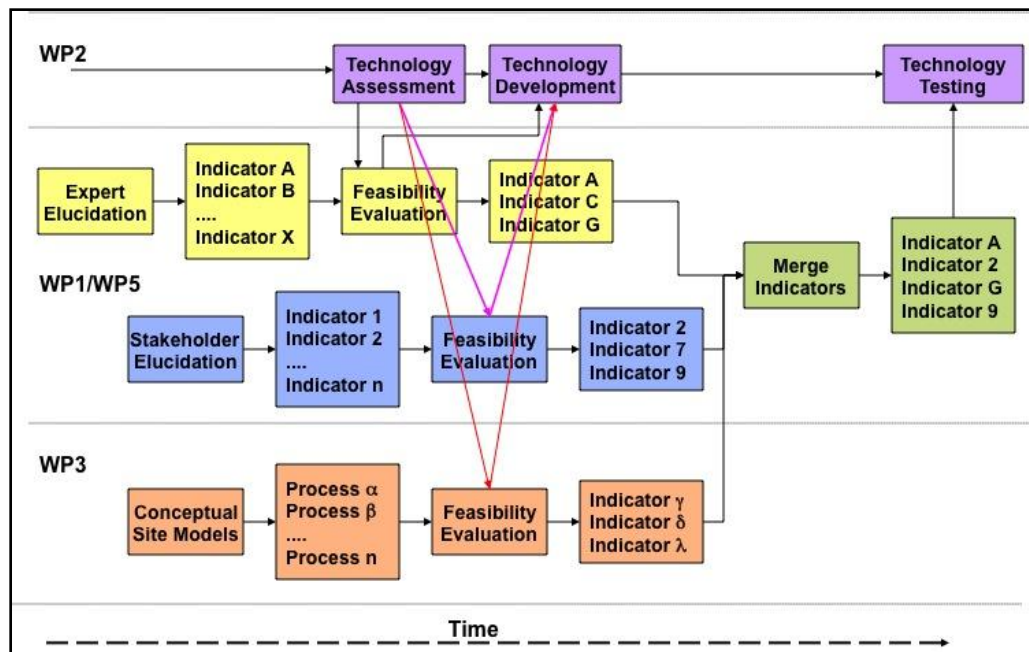 WP2
Technology
Assessment
Technology
Development
Technology
Testing
Expert
Elucidation
Indicator A
Indicator B
....
Indicator X
Feasibility
Evaluation
Indicator A
Indicator C
Indicator G
Merge
Indicators
Indicator A
Indicator 2
Indicator G
Indicator 9
WP1/WP5
Stakeholder
Elucidation
Indicator 1
Indicator 2
....
Indicator n
Feasibility
Evaluation
Indicator 2
Indicator 7
Indicator 9
WP3
Conceptual
Site Models
Process α
Process β
....
Process n
Feasibility
Evaluation
Indicator γ
Indicator δ
Indicator λ
Time